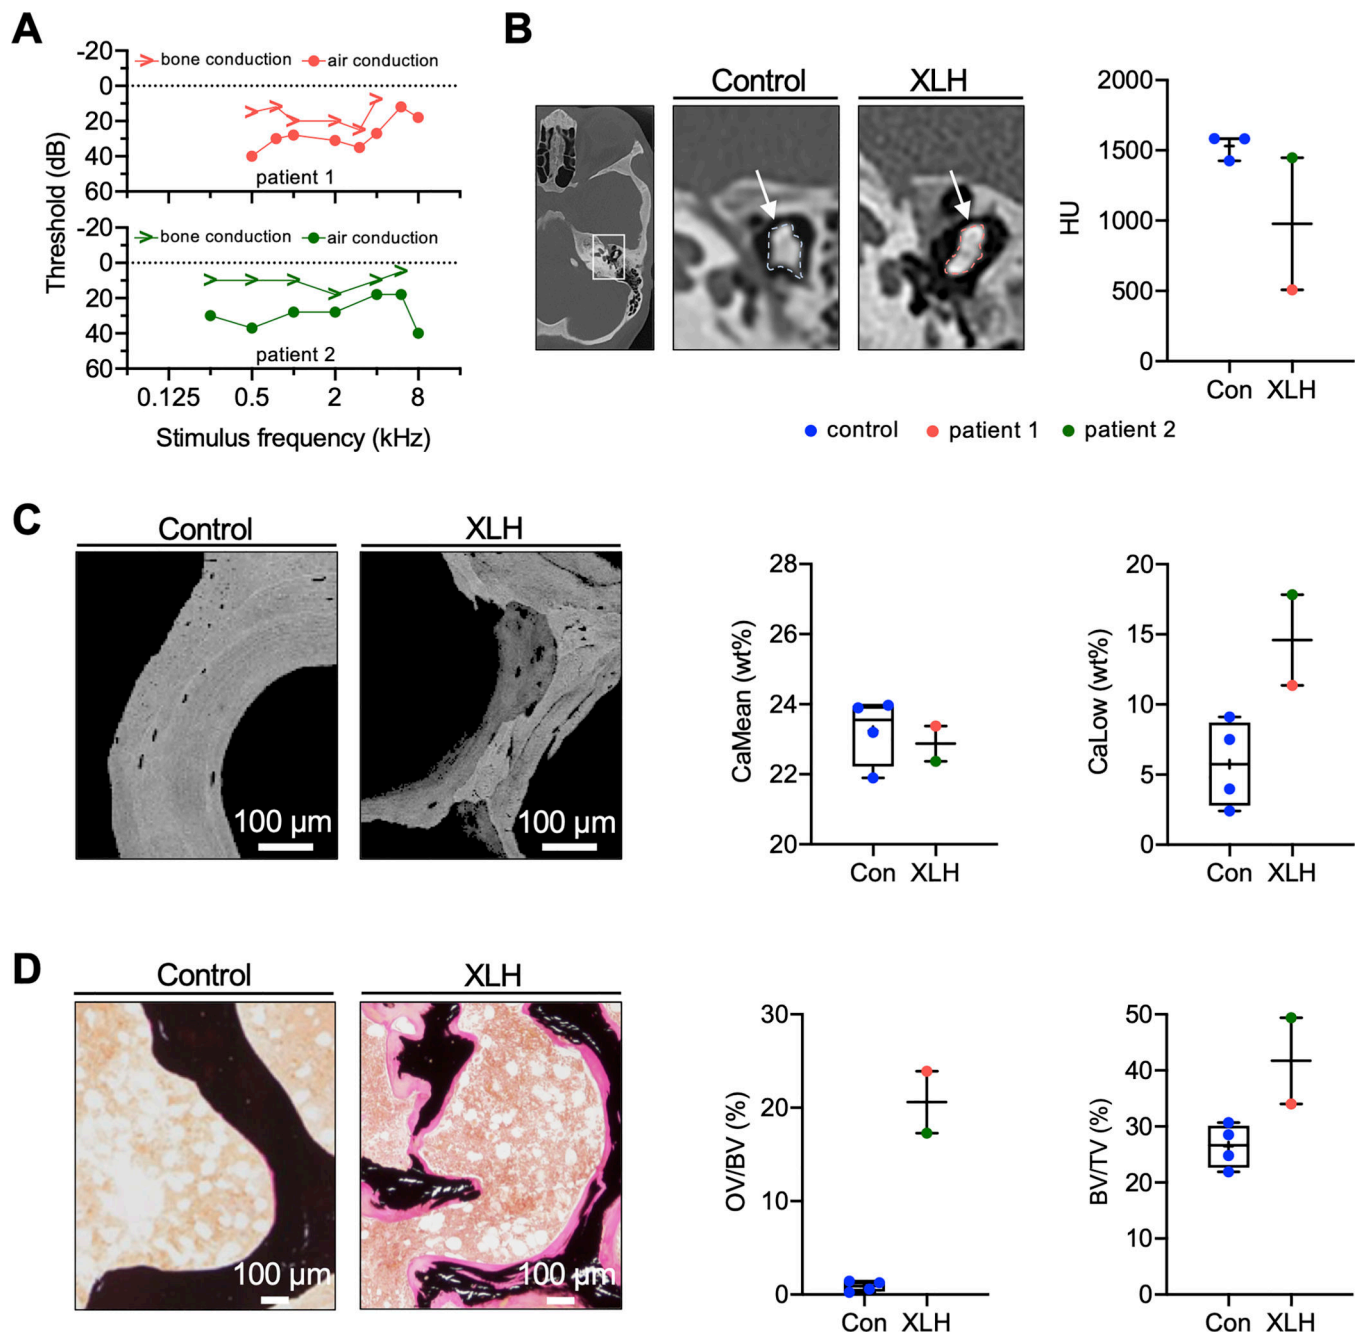 A
-20
0
20
40
60
bone conduction
air conduction
patient 1
-20
0
20
40
60
bone conduction
air conduction
patient 2
Threshold (dB)
0.125 0.5 2 8
Stimulus frequency (kHz)
B
Control
XLH
2000
1500
1000
500
0
HU
Con XLH
control patient 1 patient 2
C
Control
XLH
100 µm
100 µm
28
26
24
22
20
CaMean (wt%)
Con XLH
20
15
10
5
0
CaLow (wt%)
Con XLH
D
Control
XLH
100 µm
100 µm
30
20
10
0
OV/BV (%)
Con XLH
50
40
30
20
10
0
BV/TV (%)
Con XLH